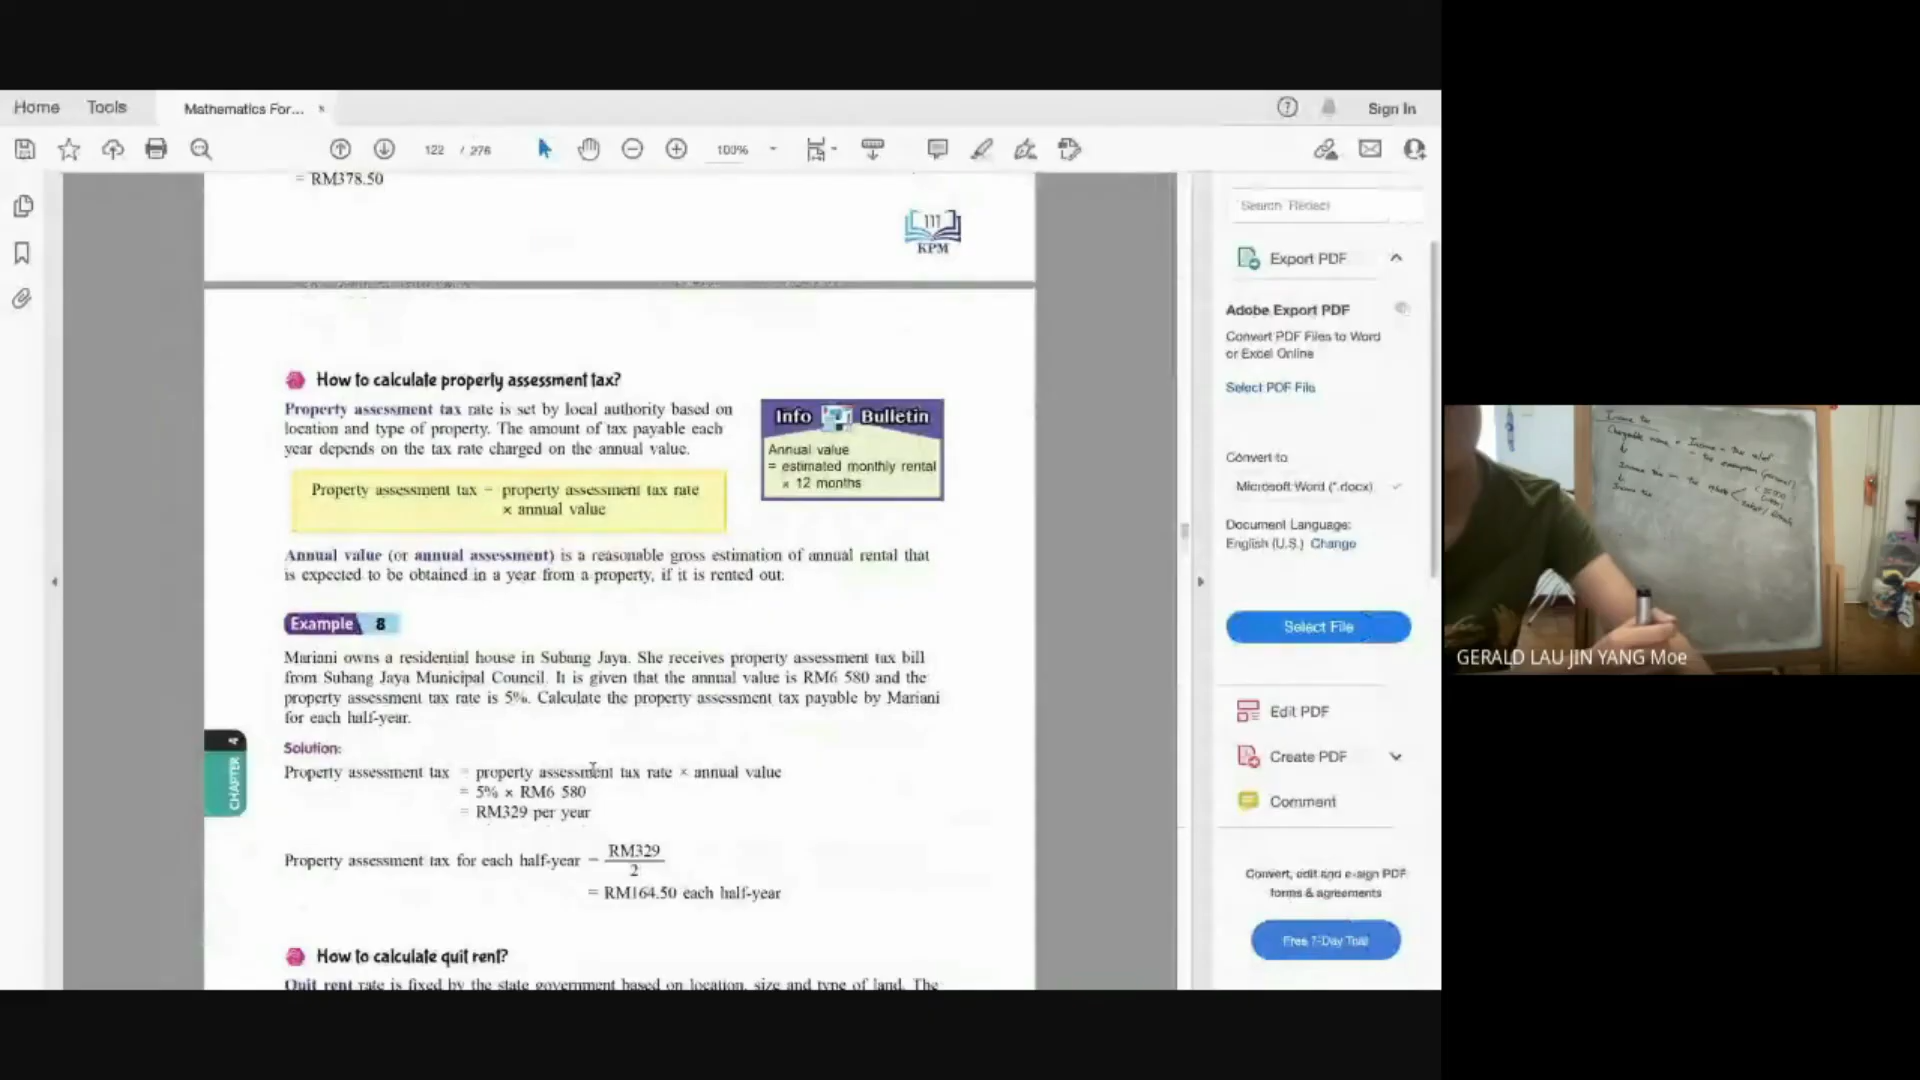 Home Tools Mathematics For... × Sign In
122 / 276 100%
= RM378.50
111
KPM
How to calculate property assessment tax?
Property assessment tax rate is set by local authority based on
location and type of property. The amount of tax payable each
year depends on the tax rate charged on the annual value.
Property assessment tax = property assessment tax rate
× annual value
Info Bulletin
Annual value
= estimated monthly rental
× 12 months
Annual value (or annual assessment) is a reasonable gross estimation of annual rental that
is expected to be obtained in a year from a property, if it is rented out.
Example 8
Mariani owns a residential house in Subang Jaya. She receives property assessment tax bill
from Subang Jaya Municipal Council. It is given that the annual value is RM6 580 and the
property assessment tax rate is 5%. Calculate the property assessment tax payable by Mariani
for each half-year.
Solution:
Property assessment tax = property assessment tax rate × annual value
= 5% × RM6 580
= RM329 per year
Property assessment tax for each half-year = RM329
2
= RM164.50 each half-year
CHAPTER 4
How to calculate quit rent?
Quit rent rate is fixed by the state government based on location, size and type of land. The
Search 'Redact
Export PDF
Adobe Export PDF
Convert PDF Files to Word
or Excel Online
Select PDF File
Convert to
Microsoft Word (*.docx)
Document Language:
English (U.S.) Change
Select File
Edit PDF
Create PDF
Comment
Convert, edit and e-sign PDF
forms & agreements
Free 7-Day Trial
Income tax
Income tax
GERALD LAU JIN YANG Moe